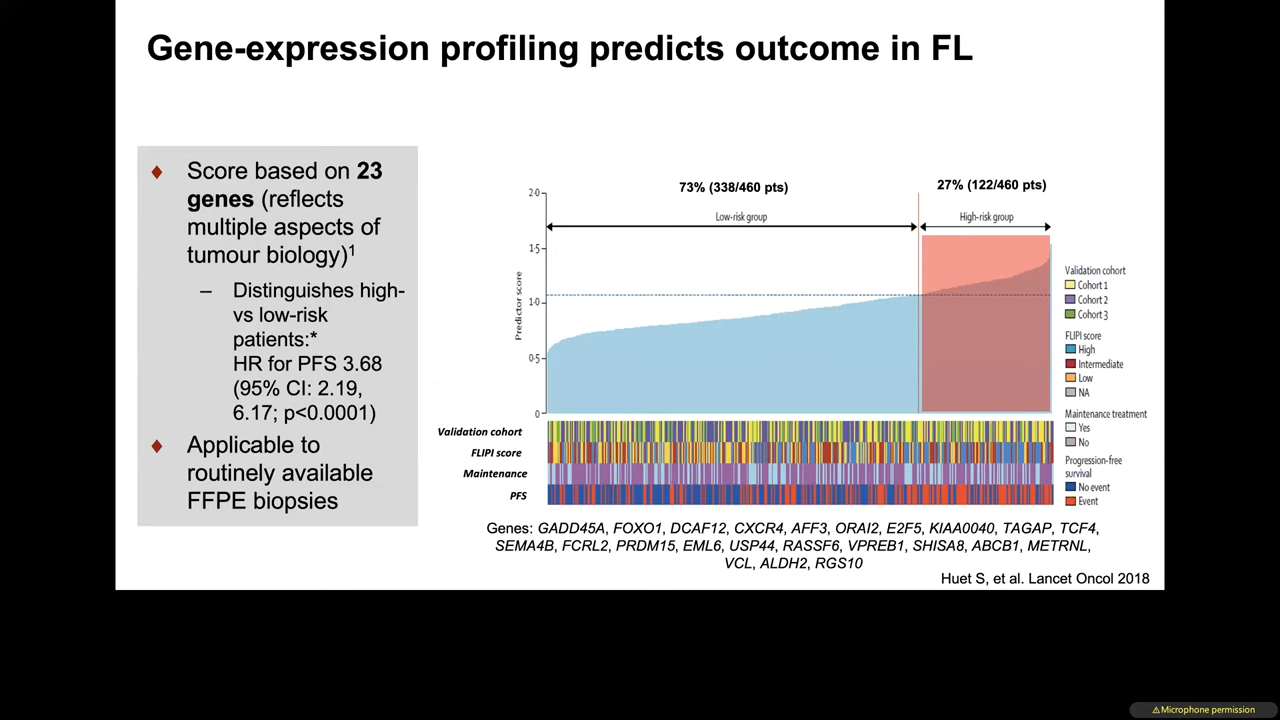 Gene-expression profiling predicts outcome in FL
♦ Score based on 23
genes (reflects
multiple aspects of
tumour biology)¹
– Distinguishes high-
vs low-risk
patients:*
HR for PFS 3.68
(95% CI: 2.19,
6.17; p<0.0001)
♦ Applicable to
routinely available
FFPE biopsies
73% (338/460 pts)
27% (122/460 pts)
Low-risk group
High-risk group
Predictor score
2·0
1·5
1·0
0·5
0
Validation cohort
FLIPI score
Maintenance
PFS
Validation cohort
Cohort 1
Cohort 2
Cohort 3
FLIPI score
High
Intermediate
Low
NA
Maintenance treatment
Yes
No
Progression-free
survival
No event
Event
Genes: GADD45A, FOXO1, DCAF12, CXCR4, AFF3, ORAI2, E2F5, KIAA0040, TAGAP, TCF4,
SEMA4B, FCRL2, PRDM15, EML6, USP44, RASSF6, VPREB1, SHISA8, ABCB1, METRNL,
VCL, ALDH2, RGS10
Huet S, et al. Lancet Oncol 2018
⚠Microphone permission